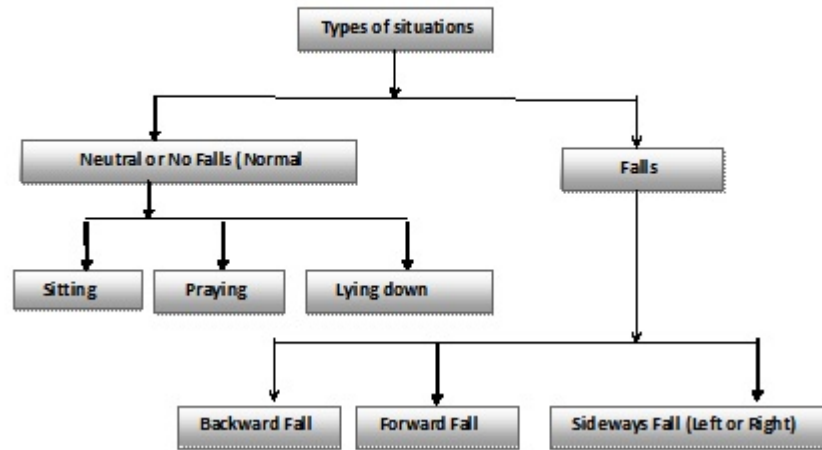 Types of situations
Neutral or No Falls ( Normal
Falls
Sitting
Praying
Lying down
Backward Fall
Forward Fall
Sideways Fall (Left or Right)